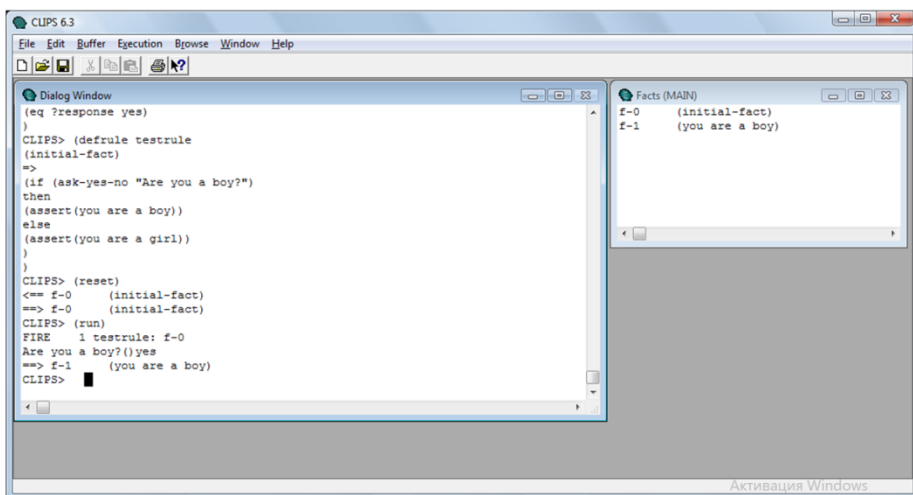 CLIPS 6.3
File Edit Buffer Execution Browse Window Help
Dialog Window
(eq ?response yes)
)
CLIPS> (defrule testrule
(initial-fact)
=>
(if (ask-yes-no "Are you a boy?")
then
(assert(you are a boy))
else
(assert(you are a girl))
)
)
CLIPS> (reset)
<== f-0 (initial-fact)
==> f-0 (initial-fact)
CLIPS> (run)
FIRE 1 testrule: f-0
Are you a boy?()yes
==> f-1 (you are a boy)
CLIPS>
Facts (MAIN)
f-0 (initial-fact)
f-1 (you are a boy)
Активация Windows